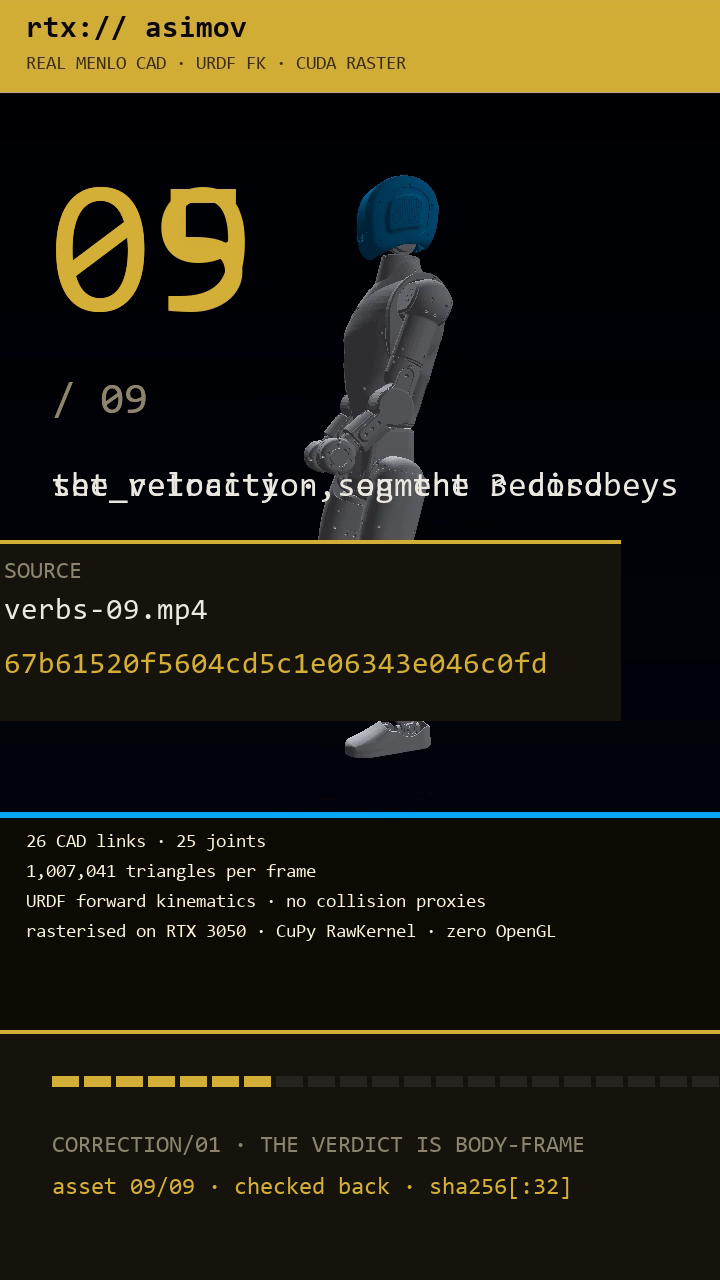 rtx:// asimov
REAL MENLO CAD · URDF FK · CUDA RASTER
09
/ 09
SOURCE
verbs-09.mp4
67b61520f5604cd5c1e06343e046c0fd
26 CAD links · 25 joints
1,007,041 triangles per frame
URDF forward kinematics · no collision proxies
rasterised on RTX 3050 · CuPy RawKernel · zero OpenGL
CORRECTION/01 · THE VERDICT IS BODY-FRAME
asset 09/09 · checked back · sha256[:32]